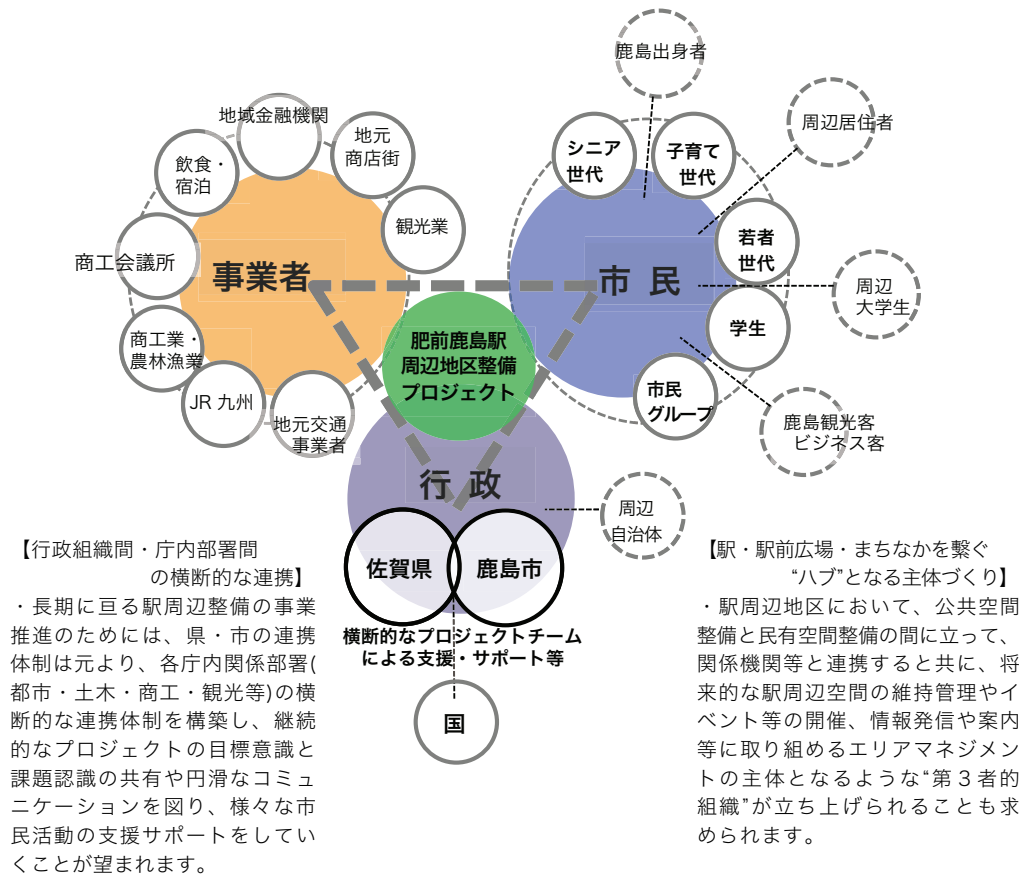 鹿島出身者
周辺居住者
地域金融機関
地元
商店街
飲食・
宿泊
観光業
商工会議所
事業者
商工業・
農林漁業
JR 九州
地元交通
事業者
シニア
世代
子育て
世代
若者
世代
市 民
周辺
大学生
学生
市民
グループ
鹿島観光客
ビジネス客
肥前鹿島駅
周辺地区整備
プロジェクト
行 政
周辺
自治体
佐賀県
鹿島市
横断的なプロジェクトチーム
による支援・サポート等
国
【行政組織間・庁内部署間
の横断的な連携】
・長期に亘る駅周辺整備の事業
推進のためには、県・市の連携
体制は元より、各庁内関係部署(
都市・土木・商工・観光等)の横
断的な連携体制を構築し、継続
的なプロジェクトの目標意識と
課題認識の共有や円滑なコミュ
ニケーションを図り、様々な市
民活動の支援サポートをしてい
くことが望まれます。
【駅・駅前広場・まちなかを繋ぐ
“ハブ”となる主体づくり】
・駅周辺地区において、公共空間
整備と民有空間整備の間に立って、
関係機関等と連携すると共に、将
来的な駅周辺空間の維持管理やイ
ベント等の開催、情報発信や案内
等に取り組めるエリアマネジメン
トの主体となるような“第３者的
組織”が立ち上げられることも求
められます。